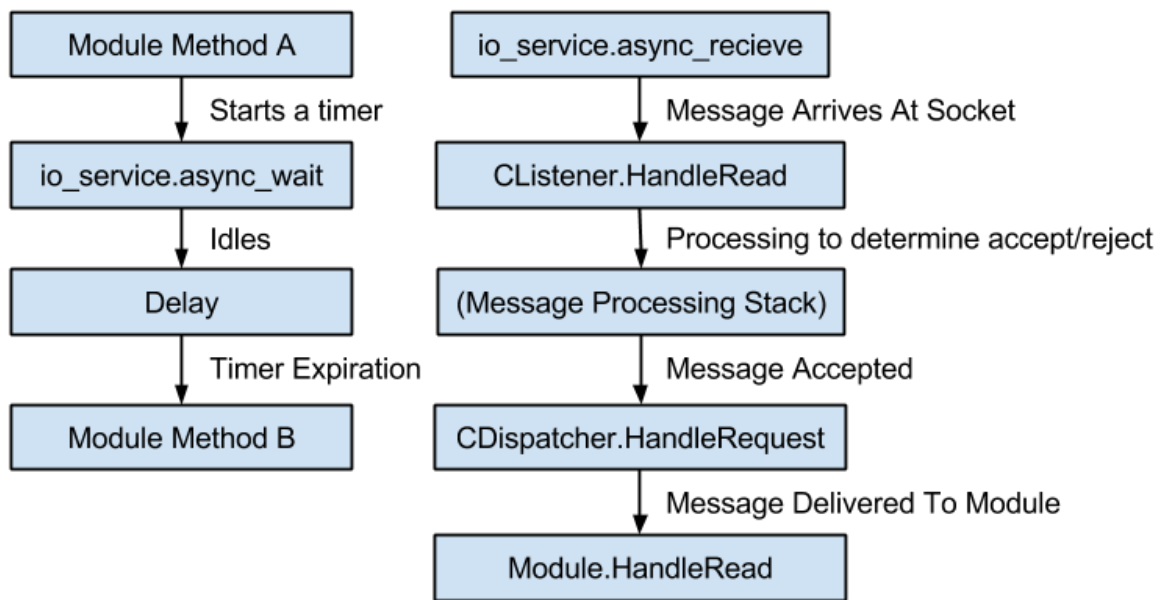 Module Method A
Starts a timer
io_service.async_wait
Idles
Delay
Timer Expiration
Module Method B
io_service.async_recieve
Message Arrives At Socket
CListener.HandleRead
Processing to determine accept/reject
(Message Processing Stack)
Message Accepted
CDispatcher.HandleRequest
Message Delivered To Module
Module.HandleRead